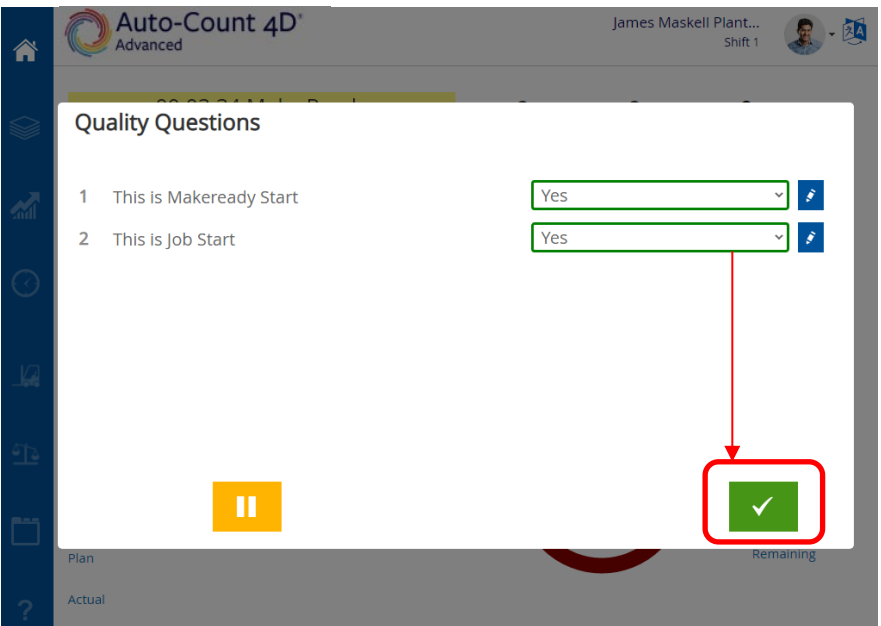 Auto-Count 4D®
Advanced
James Maskell Plant...
Shift 1
Quality Questions
1 This is Makeready Start Yes
2 This is Job Start Yes
Plan
Remaining
Actual
?